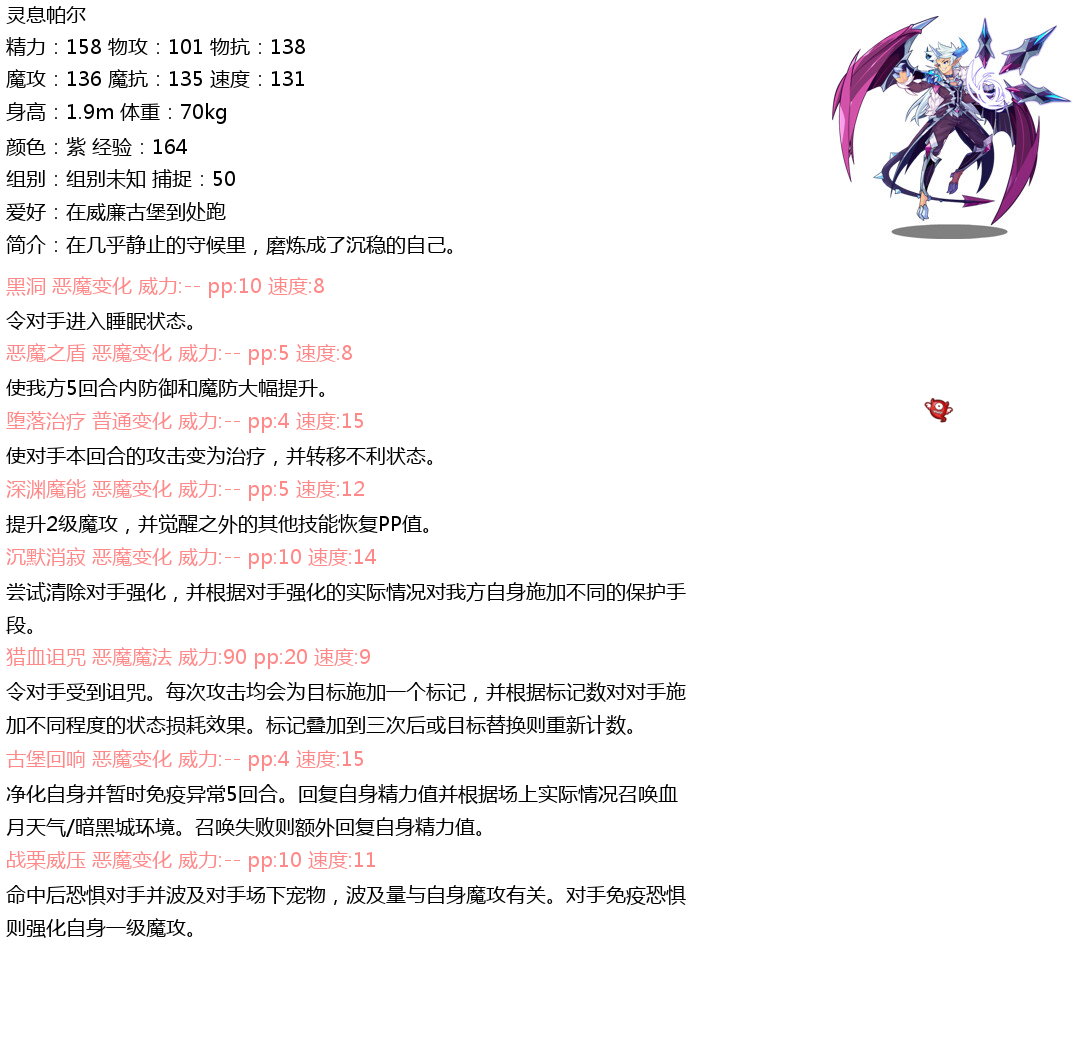 灵息帕尔
精力：158 物攻：101 物抗：138
魔攻：136 魔抗：135 速度：131
身高：1.9m 体重：70kg
颜色：紫 经验：164
组别：组别未知 捕捉：50
爱好：在威廉古堡到处跑
简介：在几乎静止的守候里，磨炼成了沉稳的自己。
黑洞 恶魔变化 威力:-- pp:10 速度:8
令对手进入睡眠状态。
恶魔之盾 恶魔变化 威力:-- pp:5 速度:8
使我方5回合内防御和魔防大幅提升。
堕落治疗 普通变化 威力:-- pp:4 速度:15
使对手本回合的攻击变为治疗，并转移不利状态。
深渊魔能 恶魔变化 威力:-- pp:5 速度:12
提升2级魔攻，并觉醒之外的其他技能恢复PP值。
沉默消寂 恶魔变化 威力:-- pp:10 速度:14
尝试清除对手强化，并根据对手强化的实际情况对我方自身施加不同的保护手
段。
猎血诅咒 恶魔魔法 威力:90 pp:20 速度:9
令对手受到诅咒。每次攻击均会为目标施加一个标记，并根据标记数对对手施
加不同程度的状态损耗效果。标记叠加到三次后或目标替换则重新计数。
古堡回响 恶魔变化 威力:-- pp:4 速度:15
净化自身并暂时免疫异常5回合。回复自身精力值并根据场上实际情况召唤血
月天气/暗黑城环境。召唤失败则额外回复自身精力值。
战栗威压 恶魔变化 威力:-- pp:10 速度:11
命中后恐惧对手并波及对手场下宠物，波及量与自身魔攻有关。对手免疫恐惧
则强化自身一级魔攻。